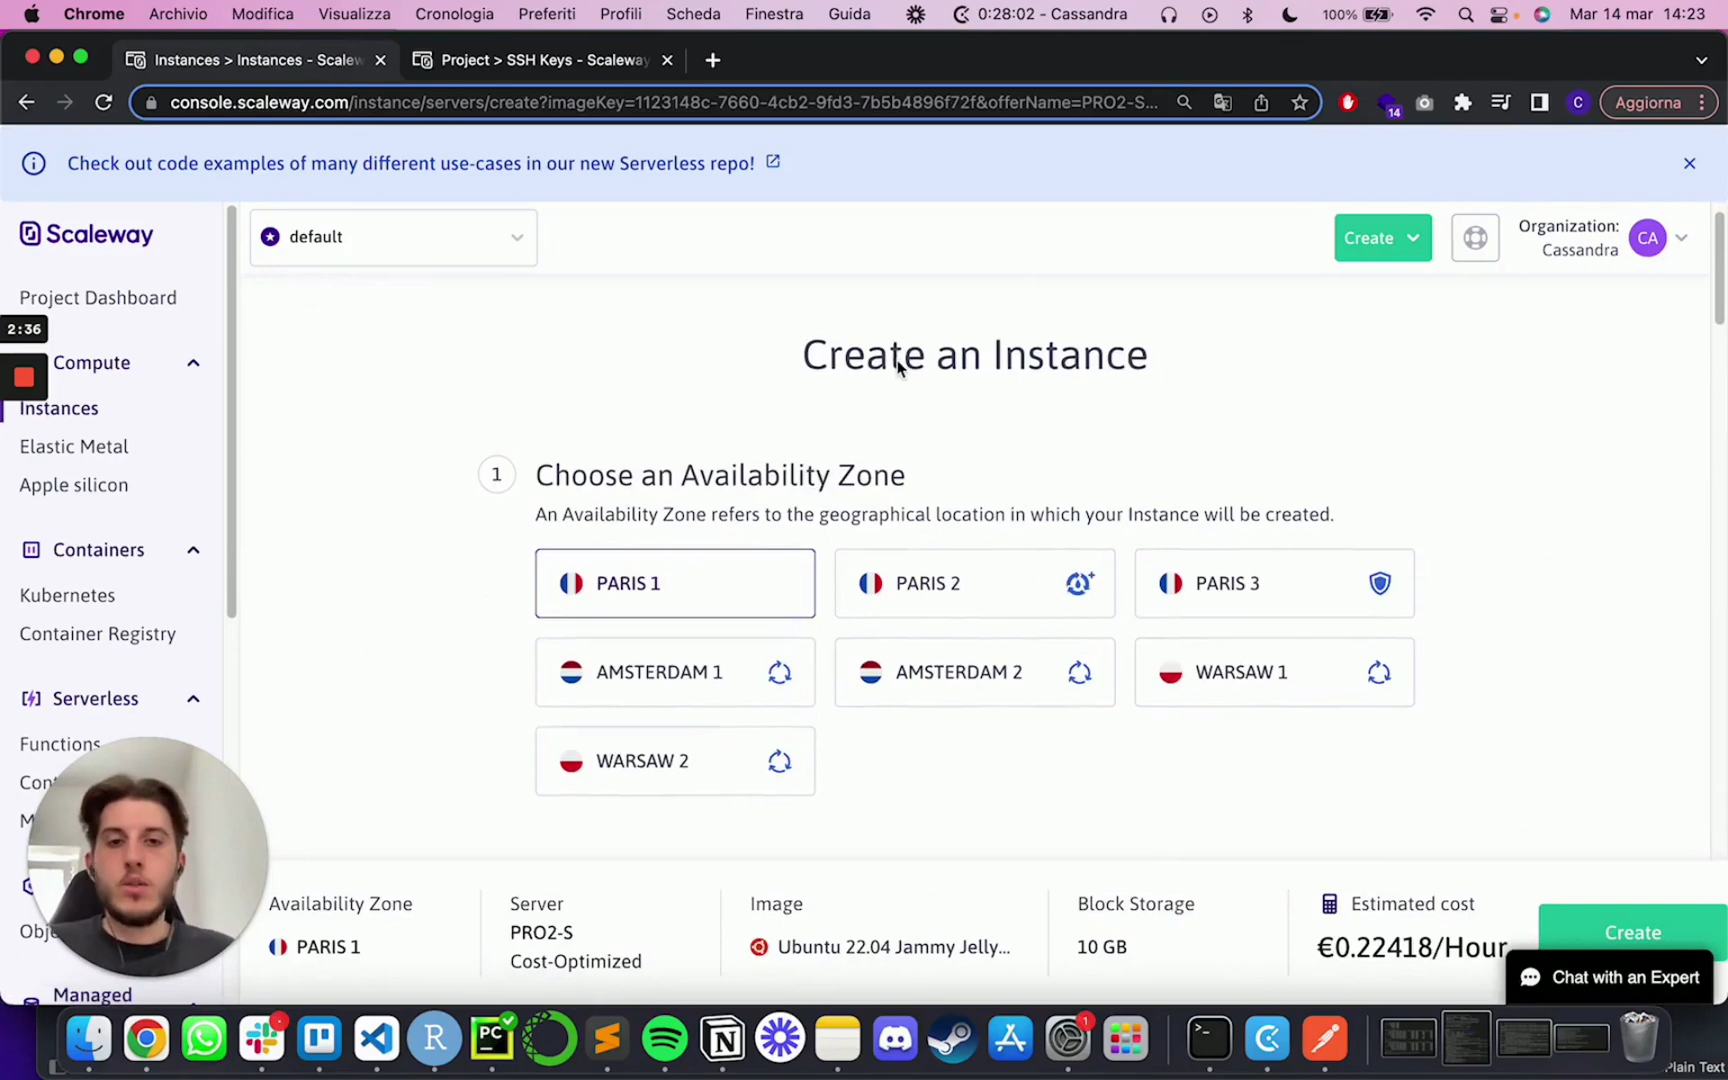 Chrome Archivio Modifica Visualizza Cronologia Preferiti Profili Scheda Finestra Guida 0:28:02 - Cassandra 100% Mar 14 mar 14:23
Instances > Instances - Scalew Project > SSH Keys - Scaleway
console.scaleway.com/instance/servers/create?imageKey=1123148c-7660-4cb2-9fd3-7b5b4896f72f&offerName=PRO2-S... 14 C Aggiorna
Check out code examples of many different use-cases in our new Serverless repo!
Scaleway
default
Create
Organization:
Cassandra
CA
Project Dashboard
2:36
Compute
Instances
Elastic Metal
Apple silicon
Containers
Kubernetes
Container Registry
Serverless
Functions
Managed
Create an Instance
1 Choose an Availability Zone
An Availability Zone refers to the geographical location in which your Instance will be created.
PARIS 1 PARIS 2 PARIS 3
AMSTERDAM 1 AMSTERDAM 2 WARSAW 1
WARSAW 2
Availability Zone
PARIS 1
Server
PRO2-S
Cost-Optimized
Image
Ubuntu 22.04 Jammy Jelly...
Block Storage
10 GB
Estimated cost
€0.22418/Hour
Create
Chat with an Expert
R PC 1
Plain Text